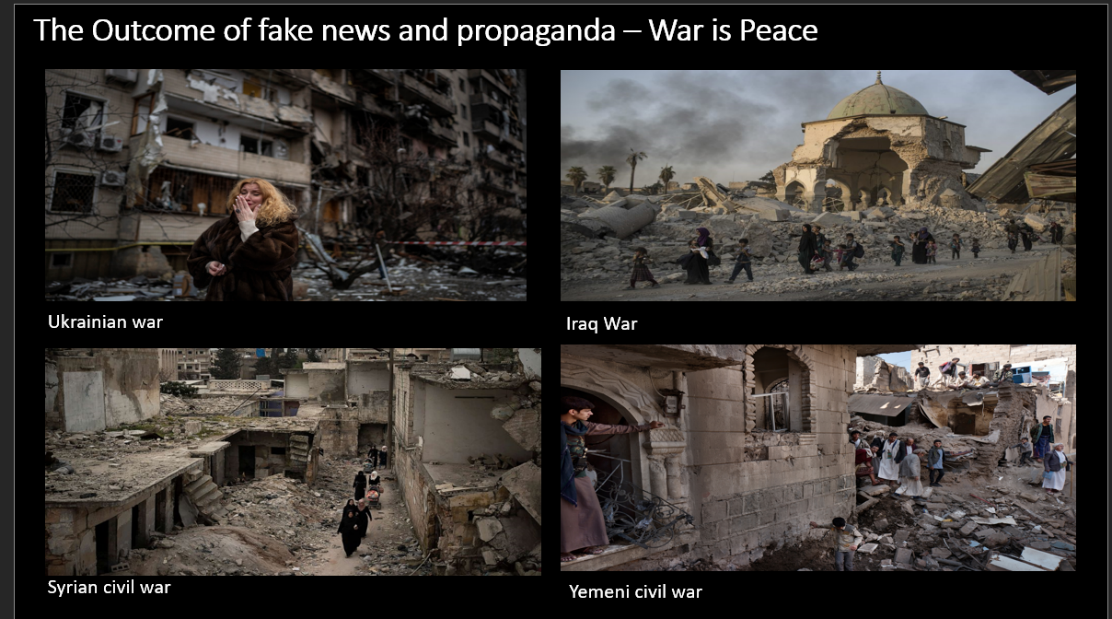 The Outcome of fake news and propaganda – War is Peace
Ukrainian war
Iraq War
Syrian civil war
Yemeni civil war